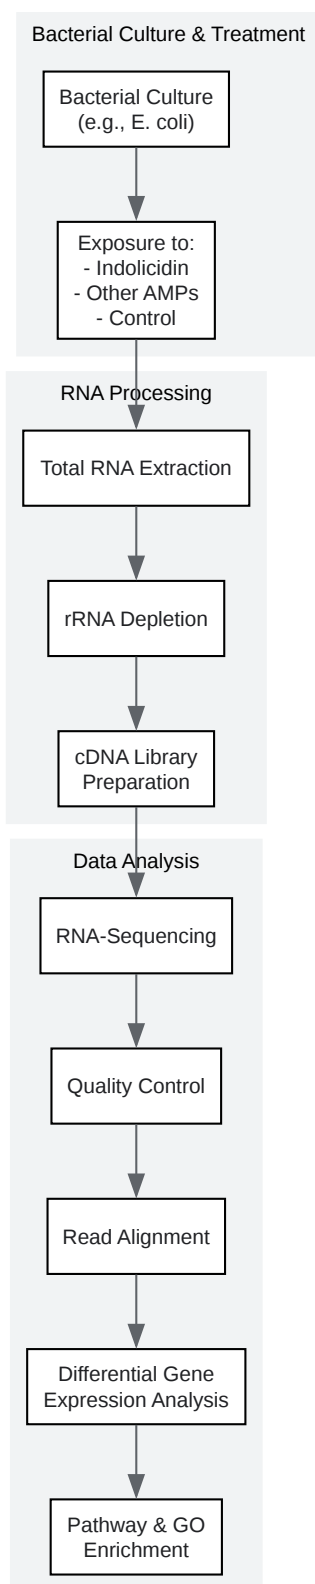 Bacterial Culture & Treatment
Bacterial Culture
(e.g., E. coli)
Exposure to:
- Indolicidin
- Other AMPs
- Control
RNA Processing
Total RNA Extraction
rRNA Depletion
cDNA Library
Preparation
Data Analysis
RNA-Sequencing
Quality Control
Read Alignment
Differential Gene
Expression Analysis
Pathway & GO
Enrichment